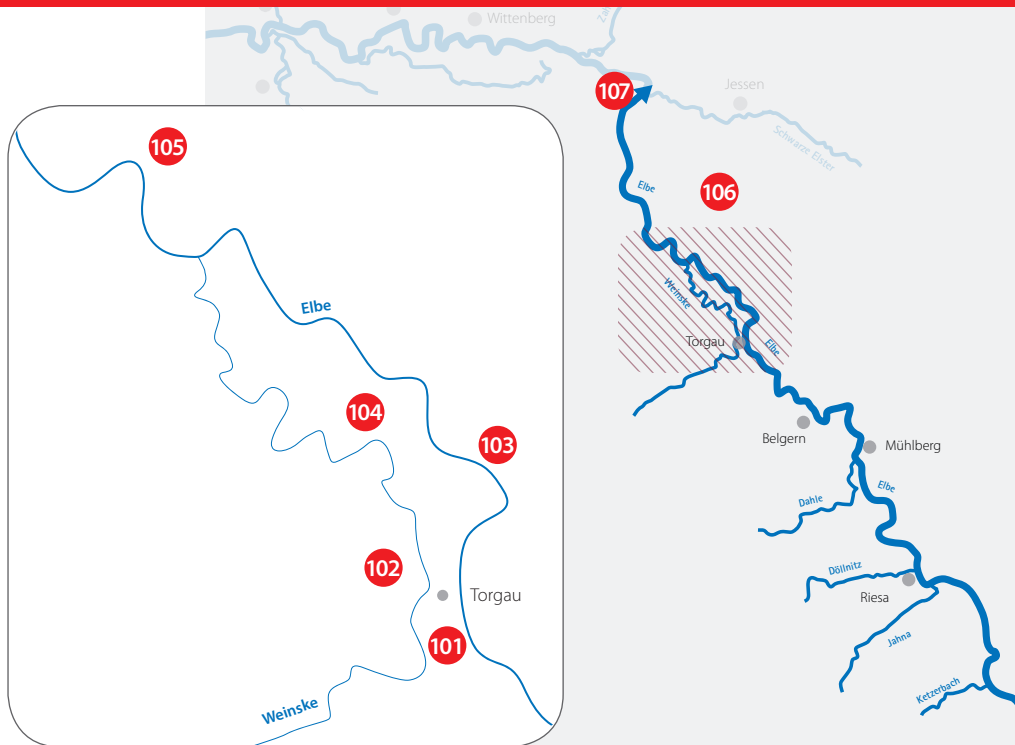 Wittenberg
Za
107
Jessen
Schwarze Elster
105
106
Elbe
Elbe
Weinske
Torgau
Elbe
104
103
Belgern
Mühlberg
Elbe
Dahle
102
Döllnitz
Torgau
Riesa
101
Jahna
Weinske
Ketzerbach